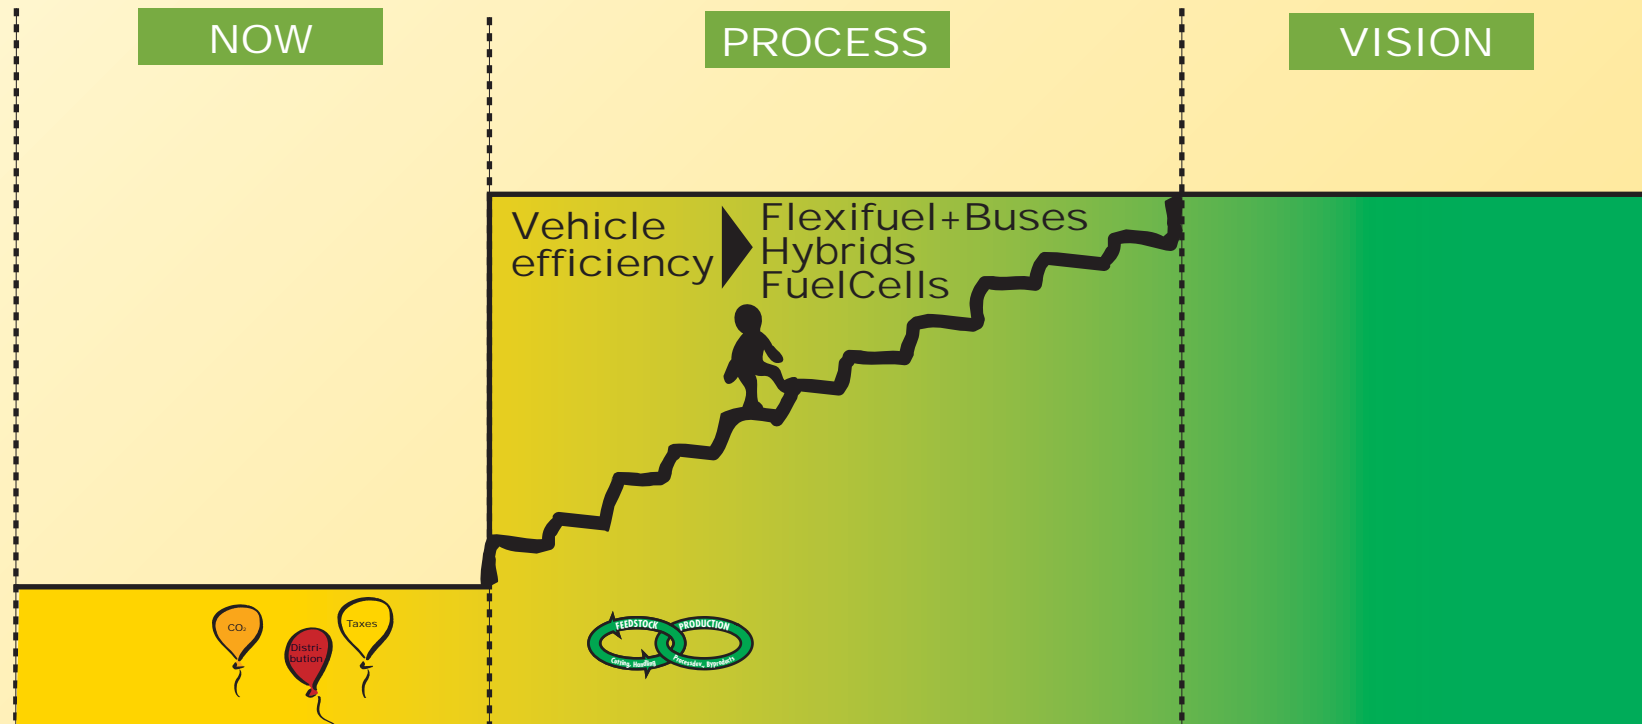 NOW
PROCESS
VISION
Vehicle
efficiency
Flexifuel+Buses
Hybrids
FuelCells
CO₂
Distri-
bution
Taxes
FEEDSTOCK
PRODUCTION